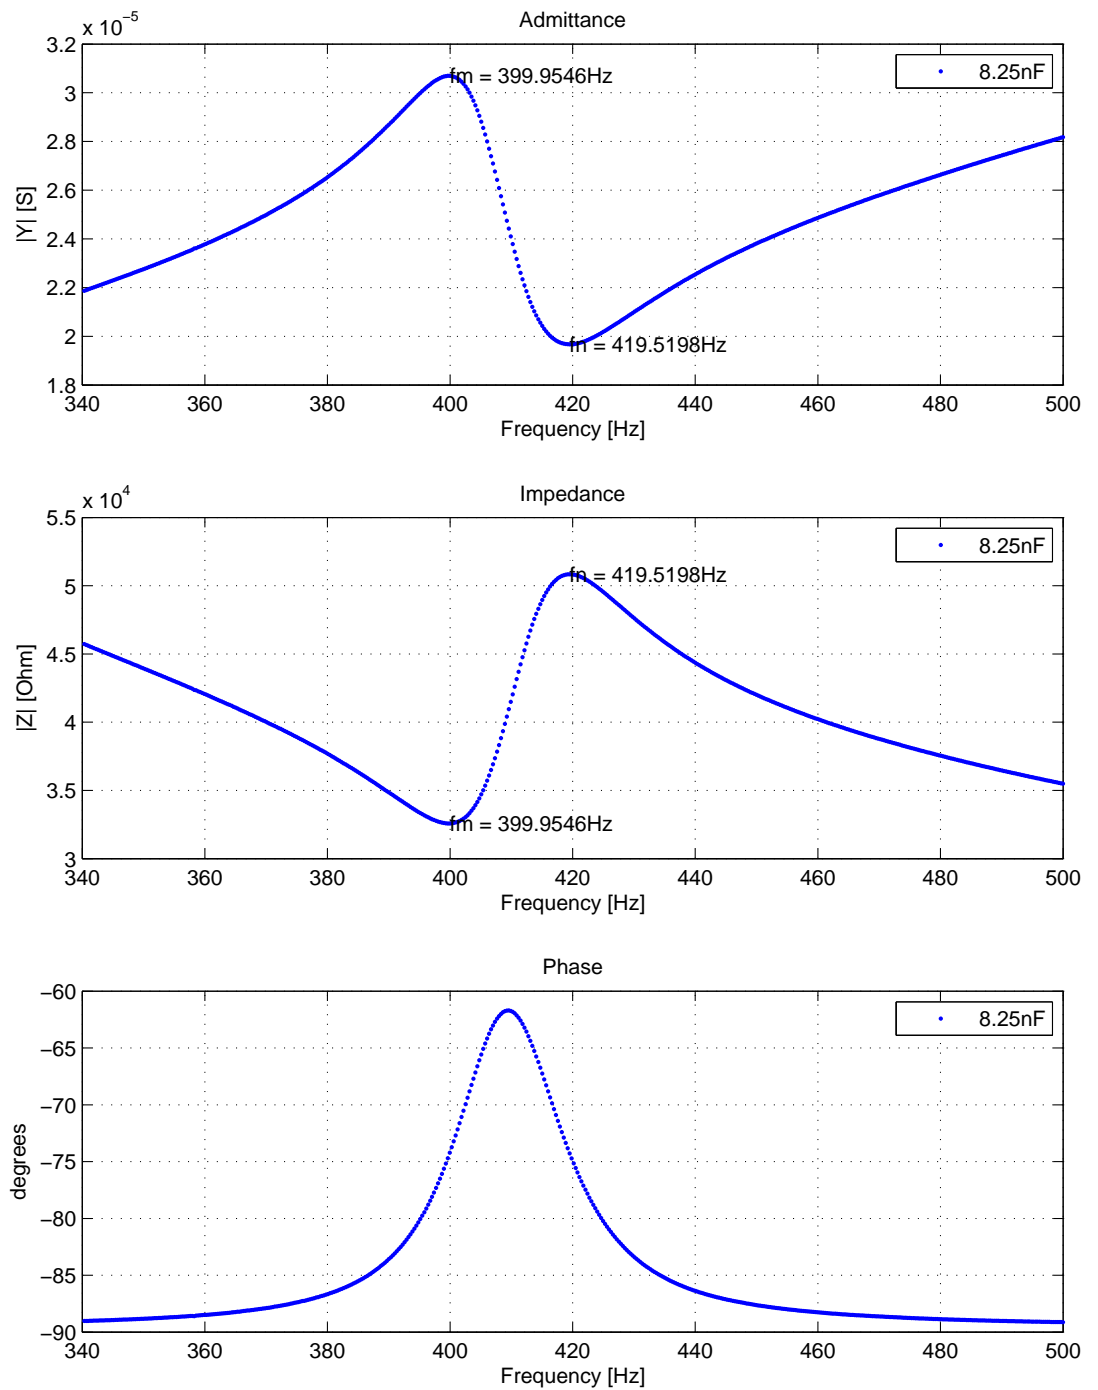 Admittance
x 10−5
3.2
3
2.8
2.6
2.4
2.2
2
1.8
|Y| [S]
fm = 399.9546Hz
fn = 419.5198Hz
8.25nF
340 360 380 400 420 440 460 480 500
Frequency [Hz]
Impedance
x 104
5.5
5
4.5
4
3.5
3
|Z| [Ohm]
fn = 419.5198Hz
fm = 399.9546Hz
8.25nF
340 360 380 400 420 440 460 480 500
Frequency [Hz]
Phase
−60
−65
−70
−75
−80
−85
−90
degrees
8.25nF
340 360 380 400 420 440 460 480 500
Frequency [Hz]